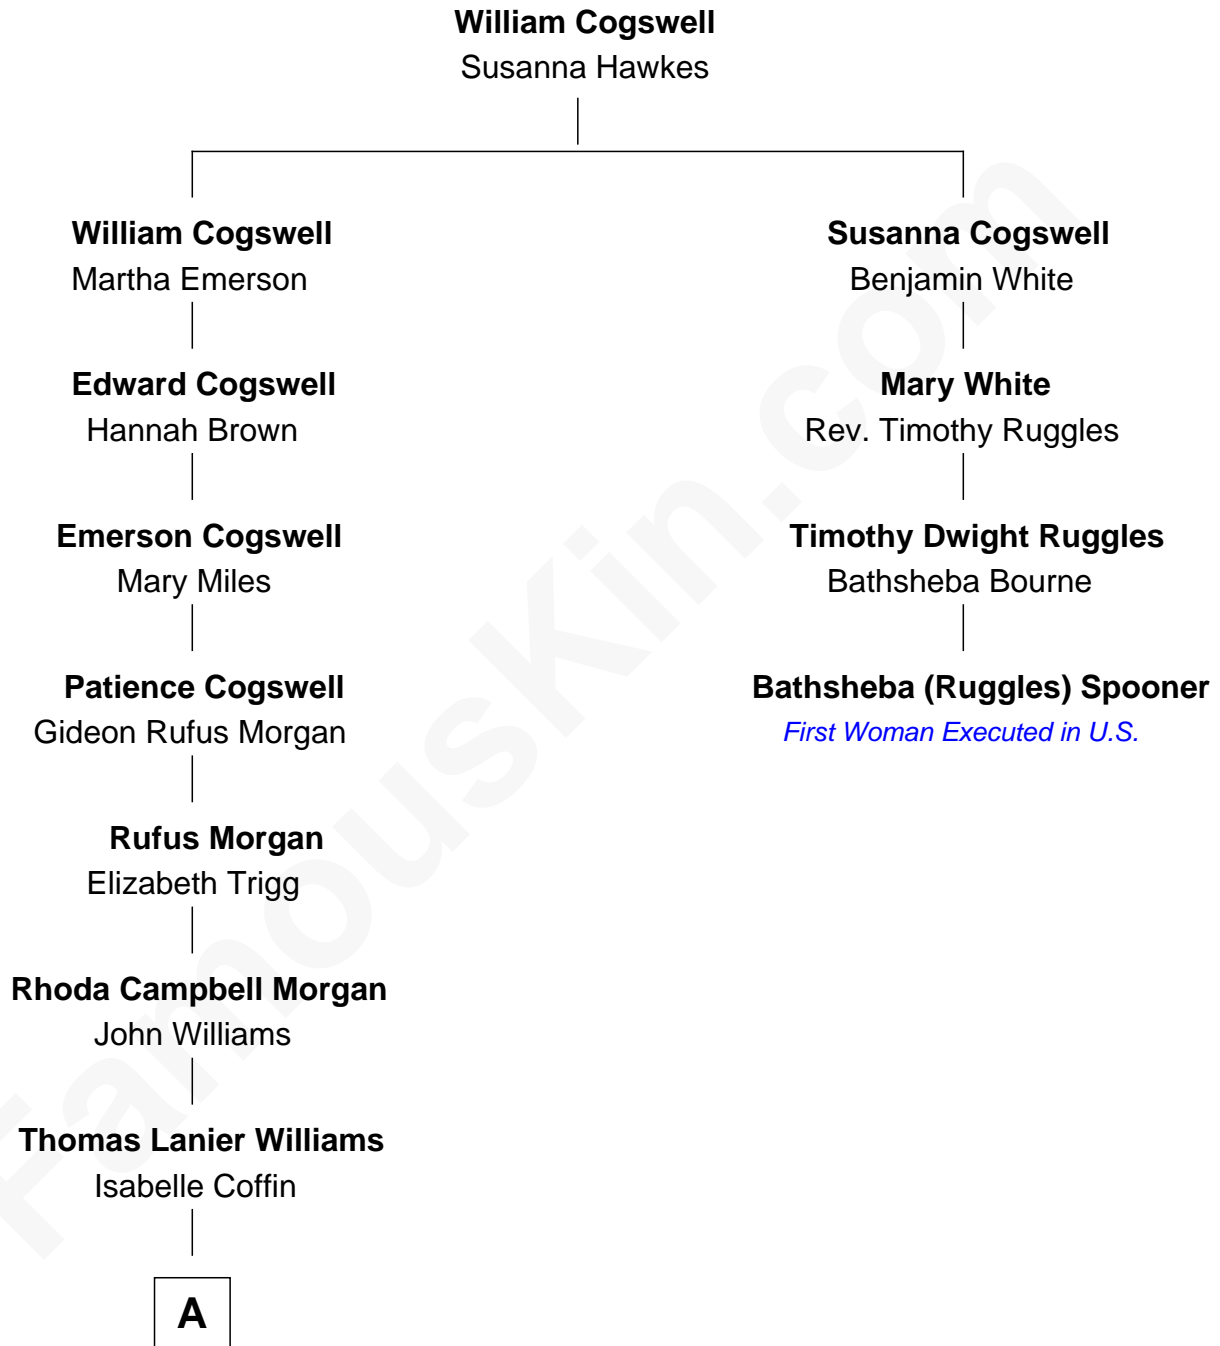 William Cogswell
Susanna Hawkes
William Cogswell
Martha Emerson
Susanna Cogswell
Benjamin White
Edward Cogswell
Hannah Brown
Mary White
Rev. Timothy Ruggles
Emerson Cogswell
Mary Miles
Timothy Dwight Ruggles
Bathsheba Bourne
Patience Cogswell
Gideon Rufus Morgan
Bathsheba (Ruggles) Spooner
First Woman Executed in U.S.
Rufus Morgan
Elizabeth Trigg
Rhoda Campbell Morgan
John Williams
Thomas Lanier Williams
Isabelle Coffin
A
FamousKin.com